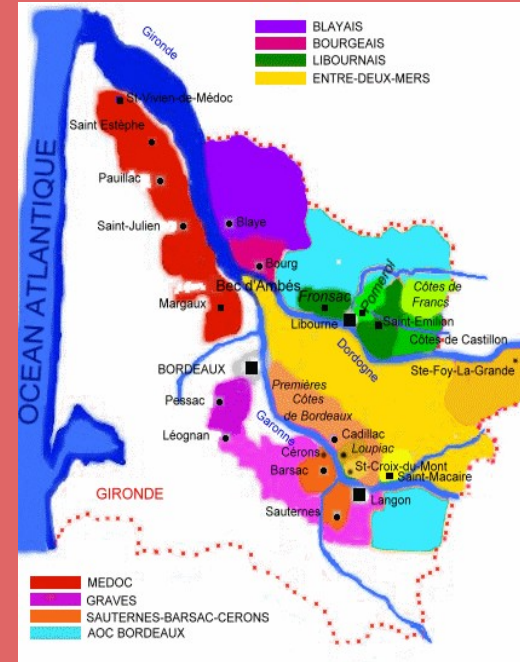 BLAYAIS
BOURGEAIS
LIBOURNAIS
ENTRE-DEUX-MERS
Gironde
St-Vivien-de-Médoc
Saint Estèphe
OCEAN ATLANTIQUE
Pauillac
Saint-Julien
Blaye
Bourg
Bec d'Ambés
Margaux
Fronsac
Pomerol
Côtes de
Francs
Libourne
Saint-Emilion
Côtes de Castillon
Dordogne
Ste-Foy-La-Grande
BORDEAUX
Premières
Côtes
de Bordeaux
Pessac
Garonne
Léognan
Cadillac
Loupiac
Cérons
St-Croix-du-Mont
Barsac
Saint-Macaire
GIRONDE
Langon
Sauternes
MEDOC
GRAVES
SAUTERNES-BARSAC-CERONS
AOC BORDEAUX